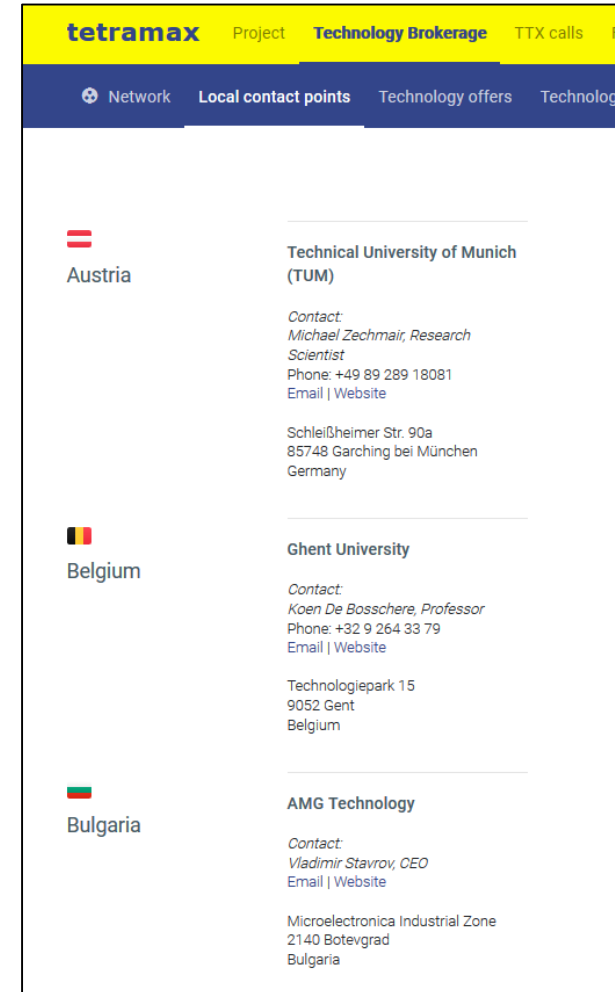 tetramax Project Technology Brokerage TTX calls
Network Local contact points Technology offers
Austria
Technical University of Munich
(TUM)
Contact:
Michael Zechmair, Research
Scientist
Phone: +49 89 289 18081
Email | Website
Schleißheimer Str. 90a
85748 Garching bei München
Germany
Belgium
Ghent University
Contact:
Koen De Bosschere, Professor
Phone: +32 9 264 33 79
Email | Website
Technologiepark 15
9052 Gent
Belgium
Bulgaria
AMG Technology
Contact:
Vladimir Stavrov, CEO
Email | Website
Microelectronica Industrial Zone
2140 Botevgrad
Bulgaria